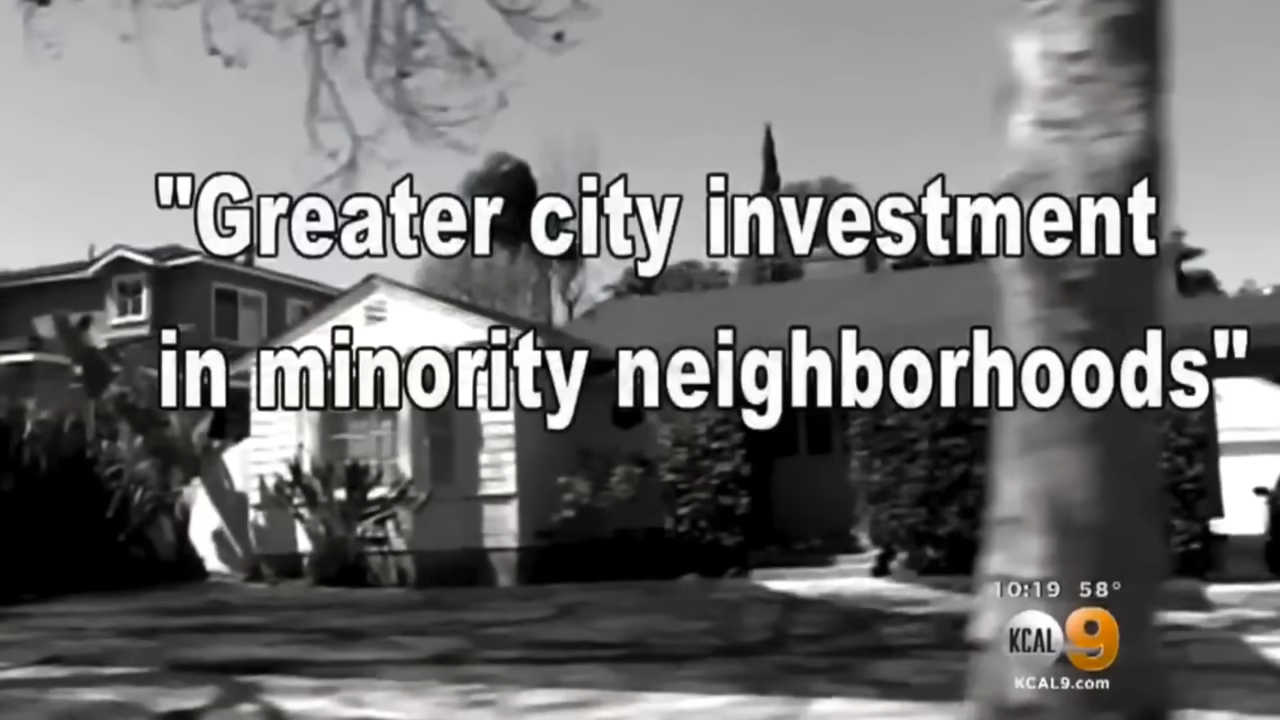 "Greater city investment
in minority neighborhoods"
10:19 58°
KCAL 9
KCAL9.com